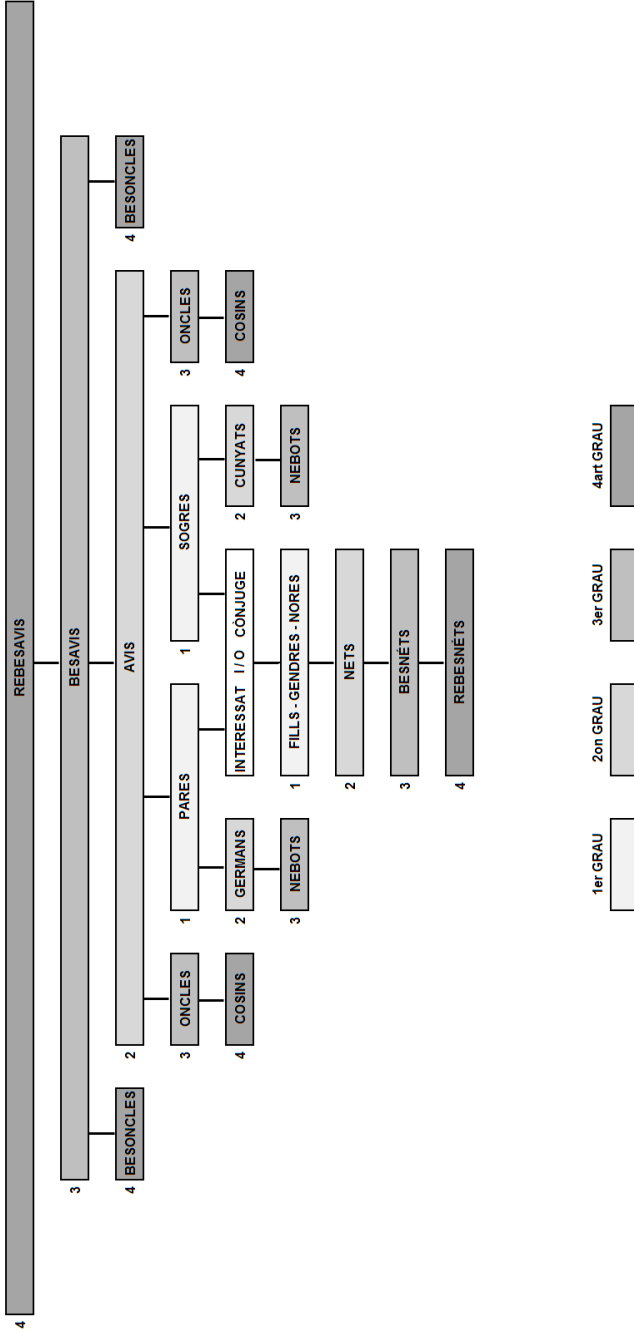 4 REBESAVIS
3 BESAVIS
4 BESONCLES 2 AVIS 4 BESONCLES
3 ONCLES 1 PARES 1 SOGRES 3 ONCLES
4 COSINS 2 GERMANS INTERESSAT I / O CÒNJUGE 2 CUNYATS 4 COSINS
3 NEBOTS 1 FILLS - GENDRES - NORES 3 NEBOTS
2 NETS
3 BESNÉTS
4 REBESNÉTS
1er GRAU 2on GRAU 3er GRAU 4art GRAU